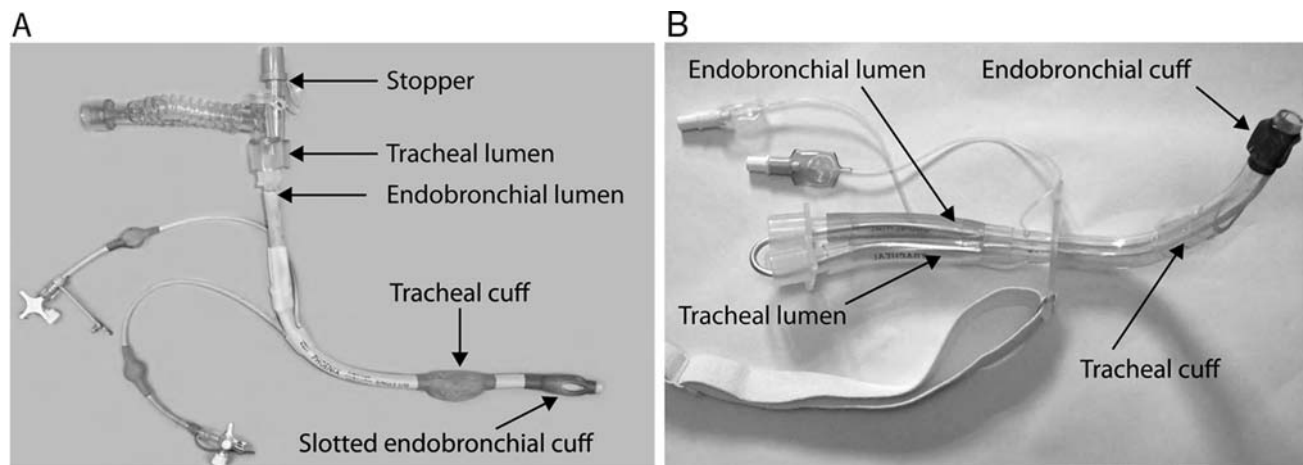 A
Stopper
Tracheal lumen
Endobronchial lumen
Tracheal cuff
Slotted endobronchial cuff
B
Endobronchial lumen
Endobronchial cuff
Tracheal lumen
Tracheal cuff